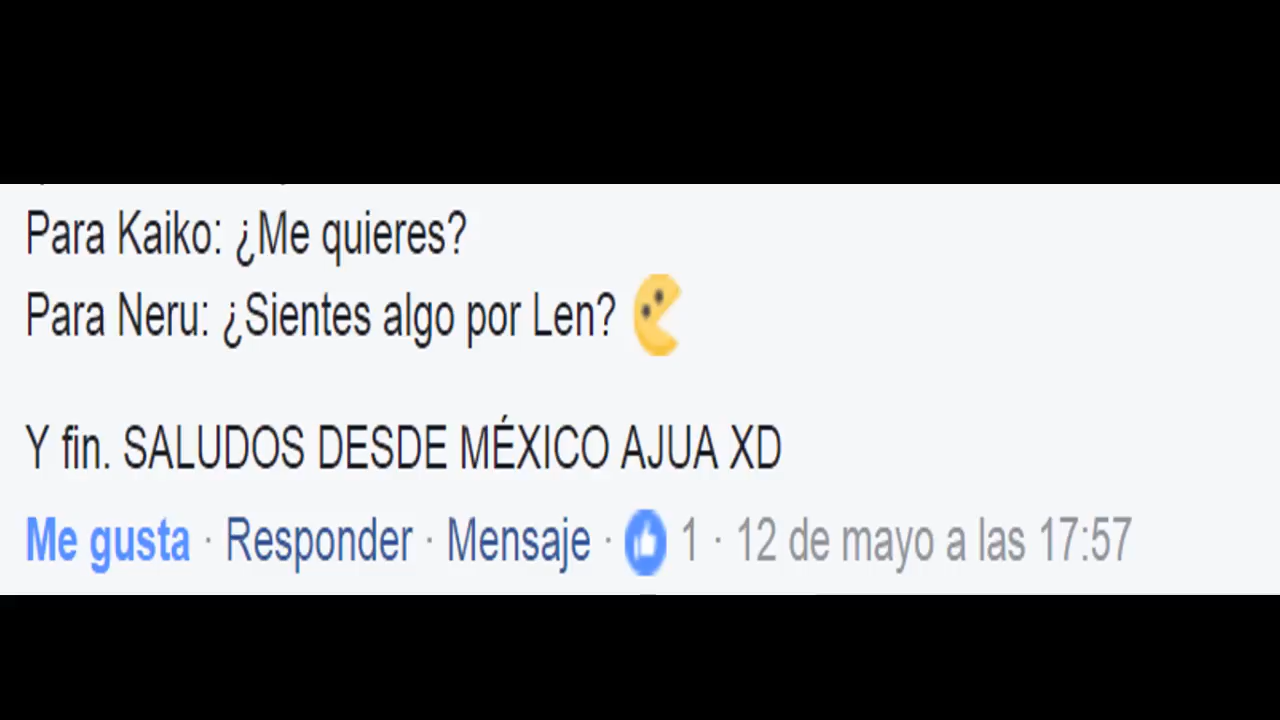 Para Kaiko: ¿Me quieres?
Para Neru: ¿Sientes algo por Len?
Y fin. SALUDOS DESDE MÉXICO AJUA XD
Me gusta · Responder · Mensaje · 1 · 12 de mayo a las 17:57